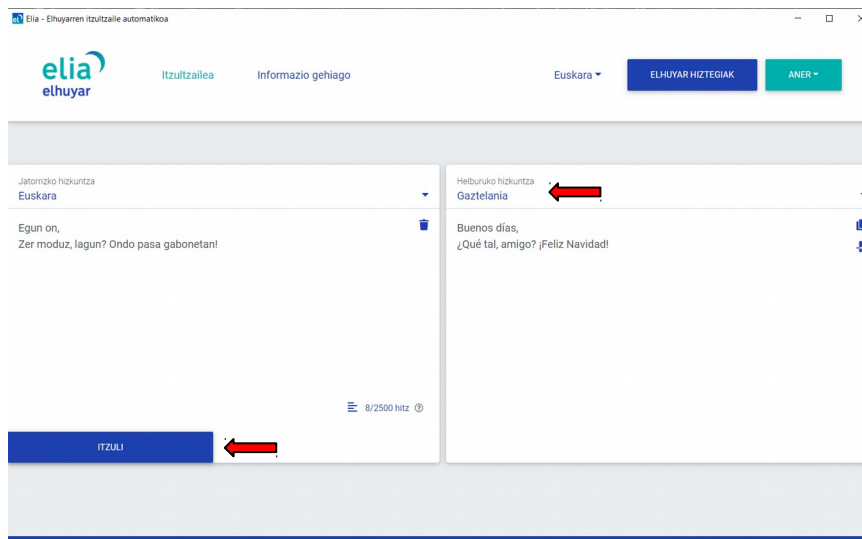 Elia - Elhuyarren itzultzaile automatikoa
elia
elhuyar
Itzultzailea
Informazio gehiago
Euskara
ELHUYAR HIZTEGIAK
ANER
Jatorrizko hizkuntza
Euskara
Egun on,
Zer moduz, lagun? Ondo pasa gabonetan!
8/2500 hitz
ITZULI
Helburuko hizkuntza
Gaztelania
Buenos días,
¿Qué tal, amigo? ¡Feliz Navidad!